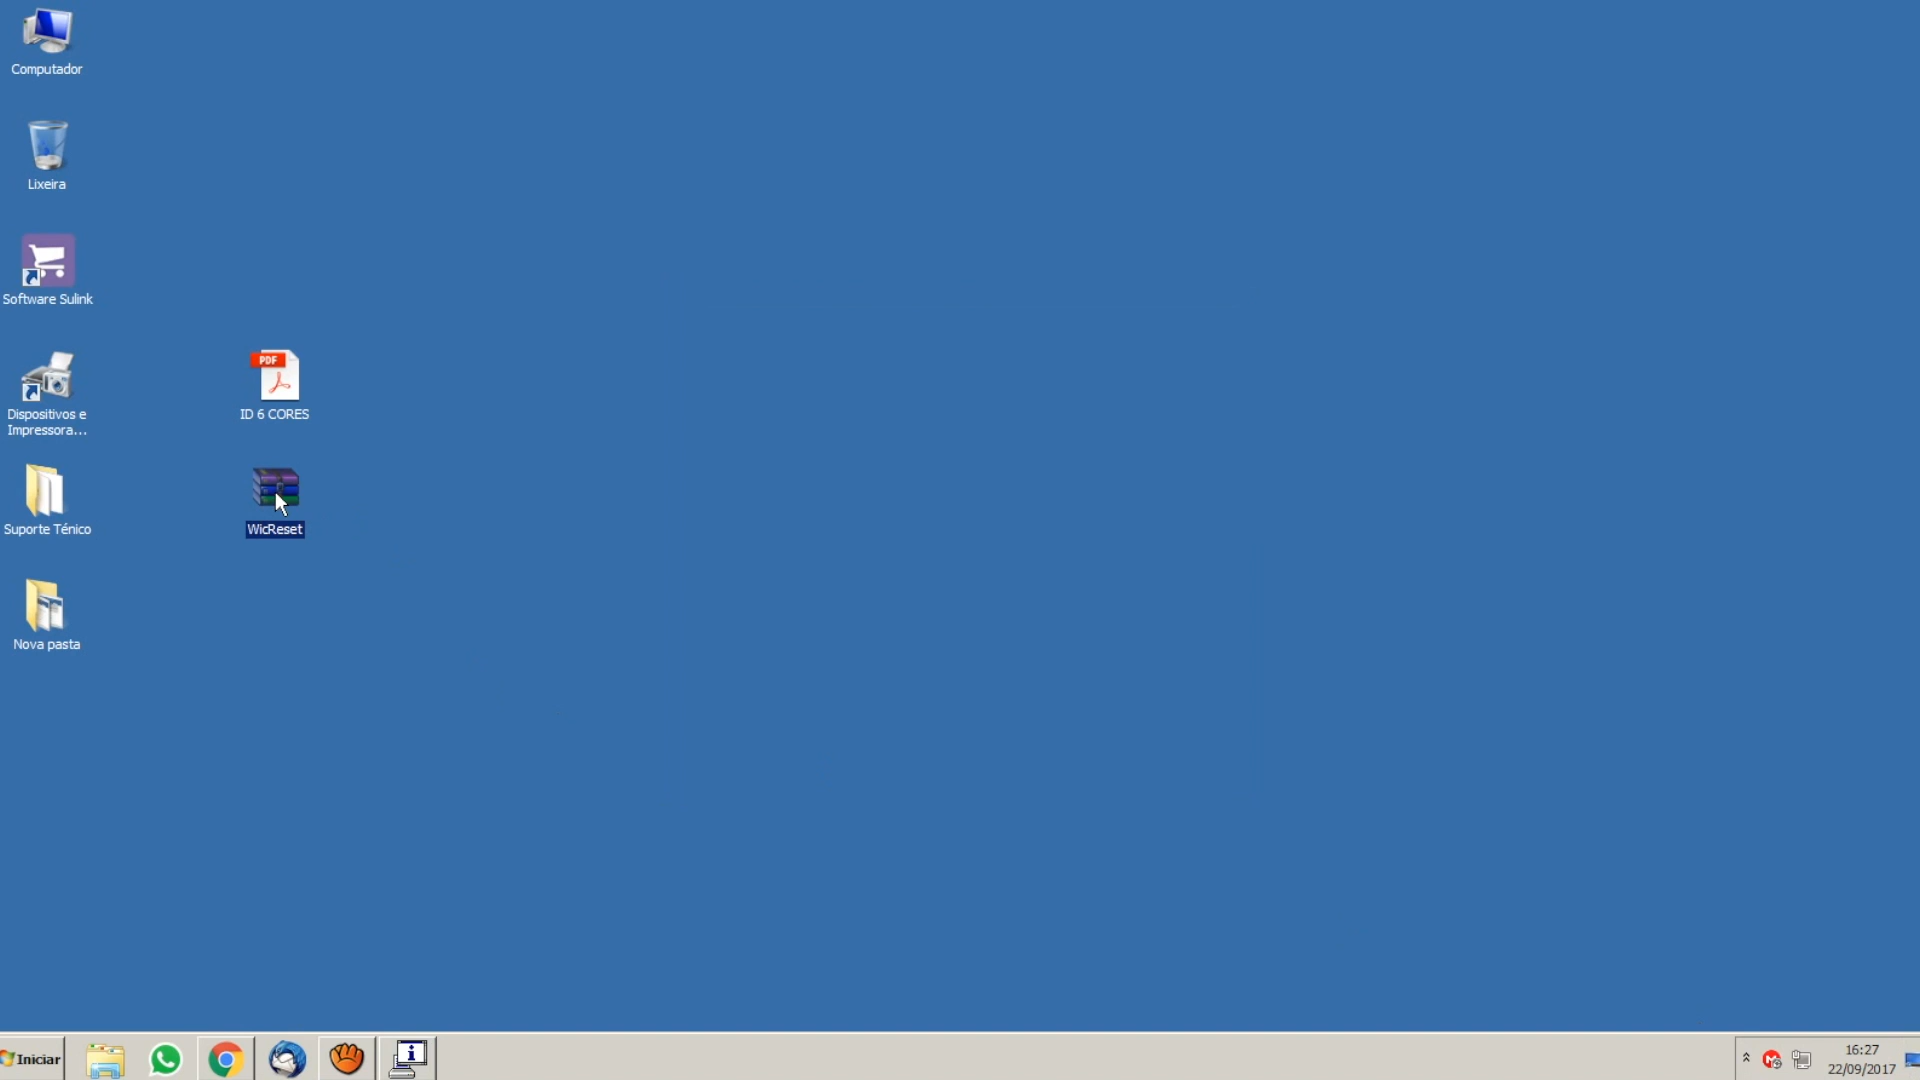 Computador
Lixeira
Software Sulink
Dispositivos e
Impressora...
PDF
ID 6 CORES
Suporte Ténico
WicReset
Nova pasta
Iniciar
16:27
22/09/2017